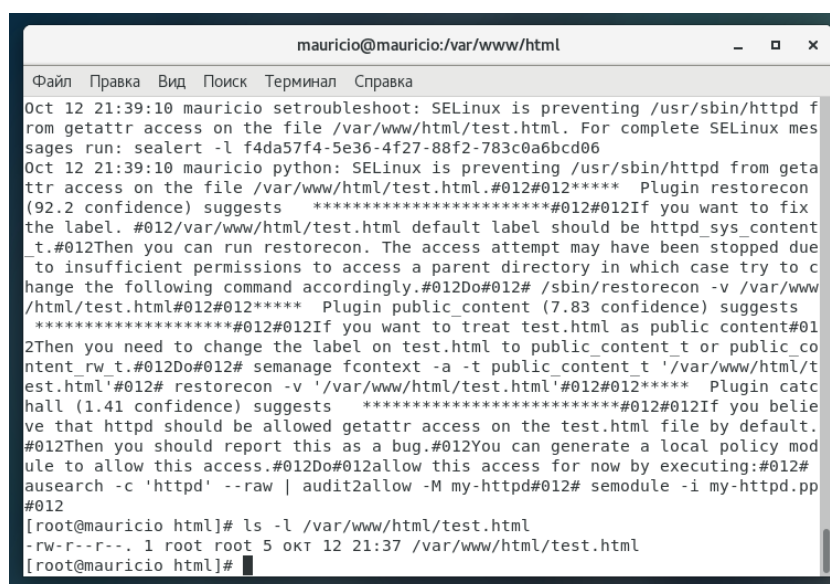 mauricio@mauricio:/var/www/html
Файл Правка Вид Поиск Терминал Справка
Oct 12 21:39:10 mauricio setroubleshoot: SELinux is preventing /usr/sbin/httpd f
rom getattr access on the file /var/www/html/test.html. For complete SELinux mes
sages run: sealert -l f4da57f4-5e36-4f27-88f2-783c0a6bcd06
Oct 12 21:39:10 mauricio python: SELinux is preventing /usr/sbin/httpd from geta
ttr access on the file /var/www/html/test.html.#012#012***** Plugin restorecon
(92.2 confidence) suggests ************************#012#012If you want to fix
the label. #012/var/www/html/test.html default label should be httpd_sys_content
_t.#012Then you can run restorecon. The access attempt may have been stopped due
to insufficient permissions to access a parent directory in which case try to c
hange the following command accordingly.#012Do#012# /sbin/restorecon -v /var/www
/html/test.html#012#012***** Plugin public_content (7.83 confidence) suggests
********************#012#012If you want to treat test.html as public content#01
2Then you need to change the label on test.html to public_content_t or public_co
ntent_rw_t.#012Do#012# semanage fcontext -a -t public_content_t '/var/www/html/t
est.html'#012# restorecon -v '/var/www/html/test.html'#012#012***** Plugin catc
hall (1.41 confidence) suggests **************************#012#012If you belie
ve that httpd should be allowed getattr access on the test.html file by default.
#012Then you should report this as a bug.#012You can generate a local policy mod
ule to allow this access.#012Do#012allow this access for now by executing:#012#
ausearch -c 'httpd' --raw | audit2allow -M my-httpd#012# semodule -i my-httpd.pp
#012
[root@mauricio html]# ls -l /var/www/html/test.html
-rw-r--r--. 1 root root 5 окт 12 21:37 /var/www/html/test.html
[root@mauricio html]#